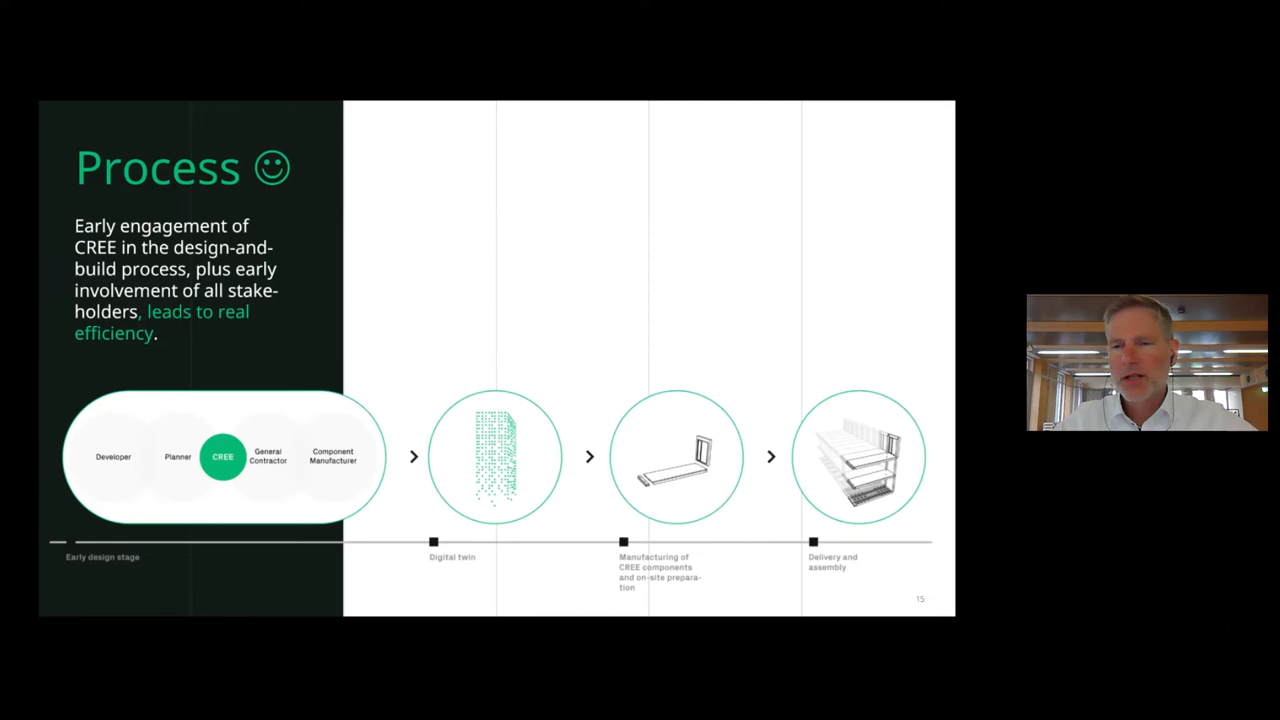 Process ☺
Early engagement of
CREE in the design-and-
build process, plus early
involvement of all stake-
holders, leads to real
efficiency.
Developer
Planner
CREE
General
Contractor
Component
Manufacturer
Early design stage
Digital twin
Manufacturing of
CREE components
and on-site prepara-
tion
Delivery and
assembly
15